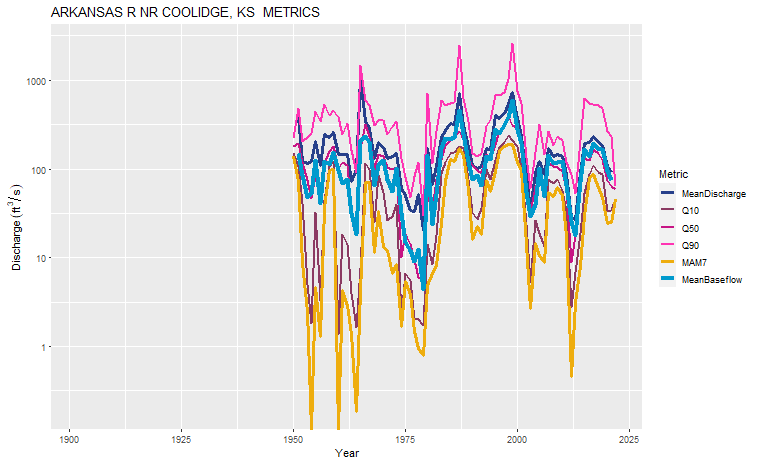 ARKANSAS R NR COOLIDGE, KS  METRICS
1000
100
10
1
Discharge (ft³/s)
1900
1925
1950
1975
2000
2025
Year
Metric
MeanDischarge
Q10
Q50
Q90
MAM7
MeanBaseflow